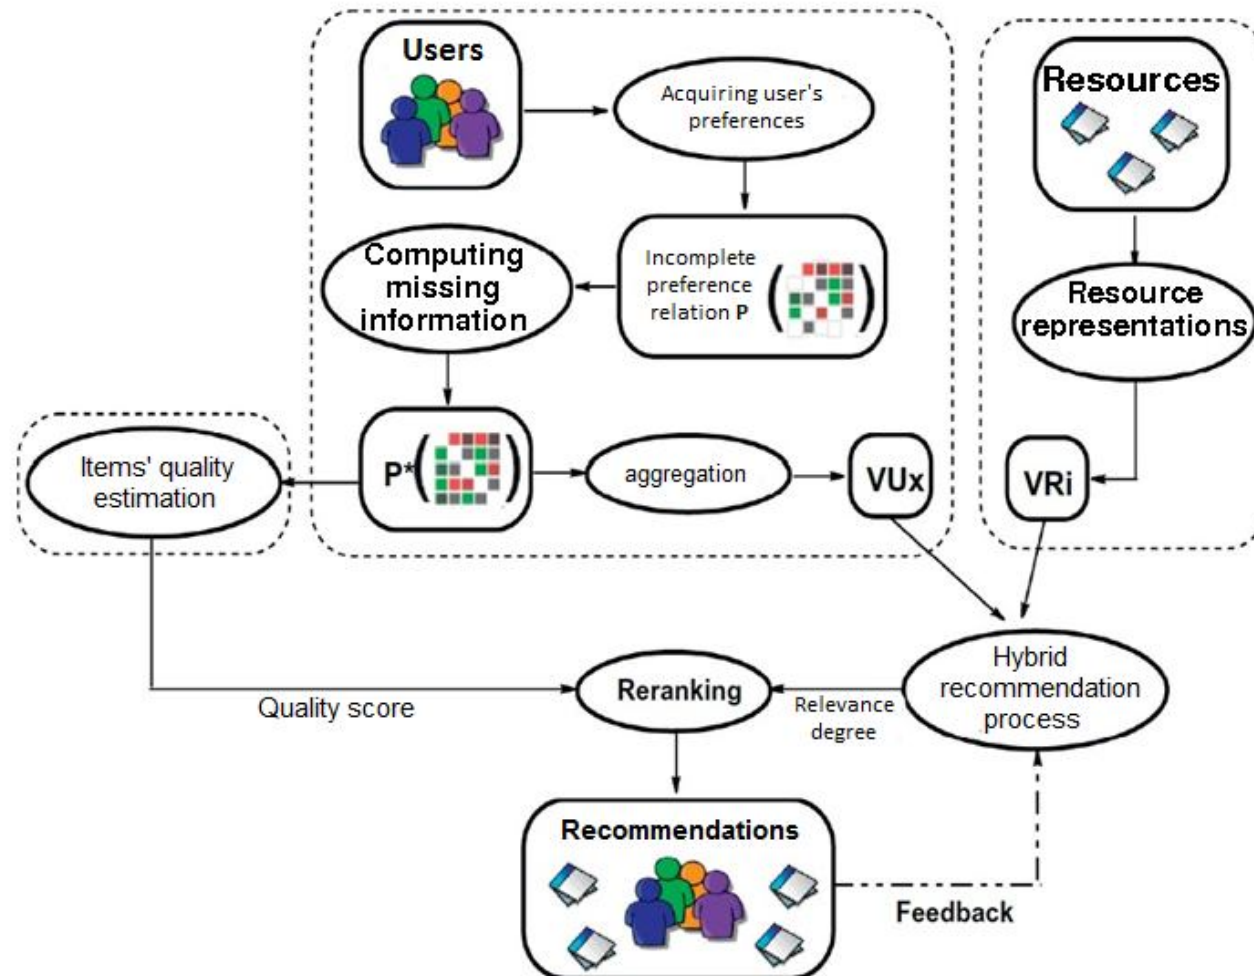 Users
Acquiring user's
preferences
Resources
Computing
missing
information
Incomplete
preference
relation P
Resource
representations
Items' quality
estimation
P*
aggregation
VUx
VRi
Hybrid
recommendation
process
Reranking
Relevance
degree
Quality score
Recommendations
Feedback